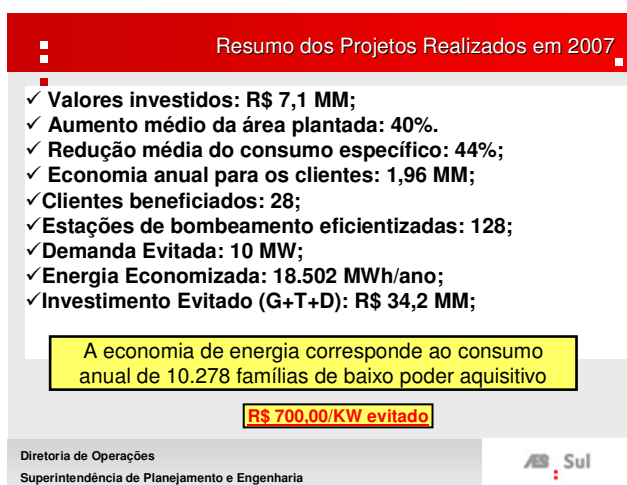 Resumo dos Projetos Realizados em 2007
✓ Valores investidos: R$ 7,1 MM;
✓ Aumento médio da área plantada: 40%.
✓ Redução média do consumo específico: 44%;
✓ Economia anual para os clientes: 1,96 MM;
✓Clientes beneficiados: 28;
✓Estações de bombeamento eficientizadas: 128;
✓Demanda Evitada: 10 MW;
✓Energia Economizada: 18.502 MWh/ano;
✓Investimento Evitado (G+T+D): R$ 34,2 MM;
A economia de energia corresponde ao consumo
anual de 10.278 famílias de baixo poder aquisitivo
R$ 700,00/KW evitado
Diretoria de Operações
Superintendência de Planejamento e Engenharia
AES Sul